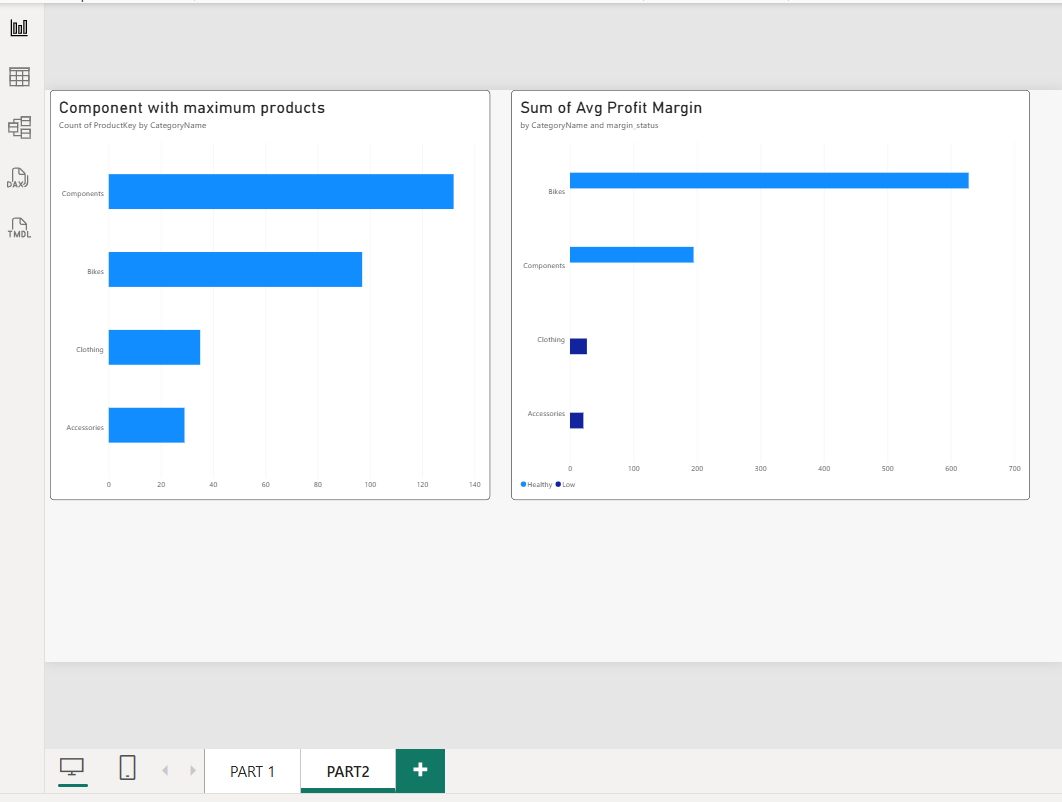 DAX
TMDL
Component with maximum products
Count of ProductKey by CategoryName
Components
Bikes
Clothing
Accessories
0 20 40 60 80 100 120 140
Sum of Avg Profit Margin
by CategoryName and margin_status
Bikes
Components
Clothing
Accessories
0 100 200 300 400 500 600 700
Healthy Low
PART 1 PART2 +